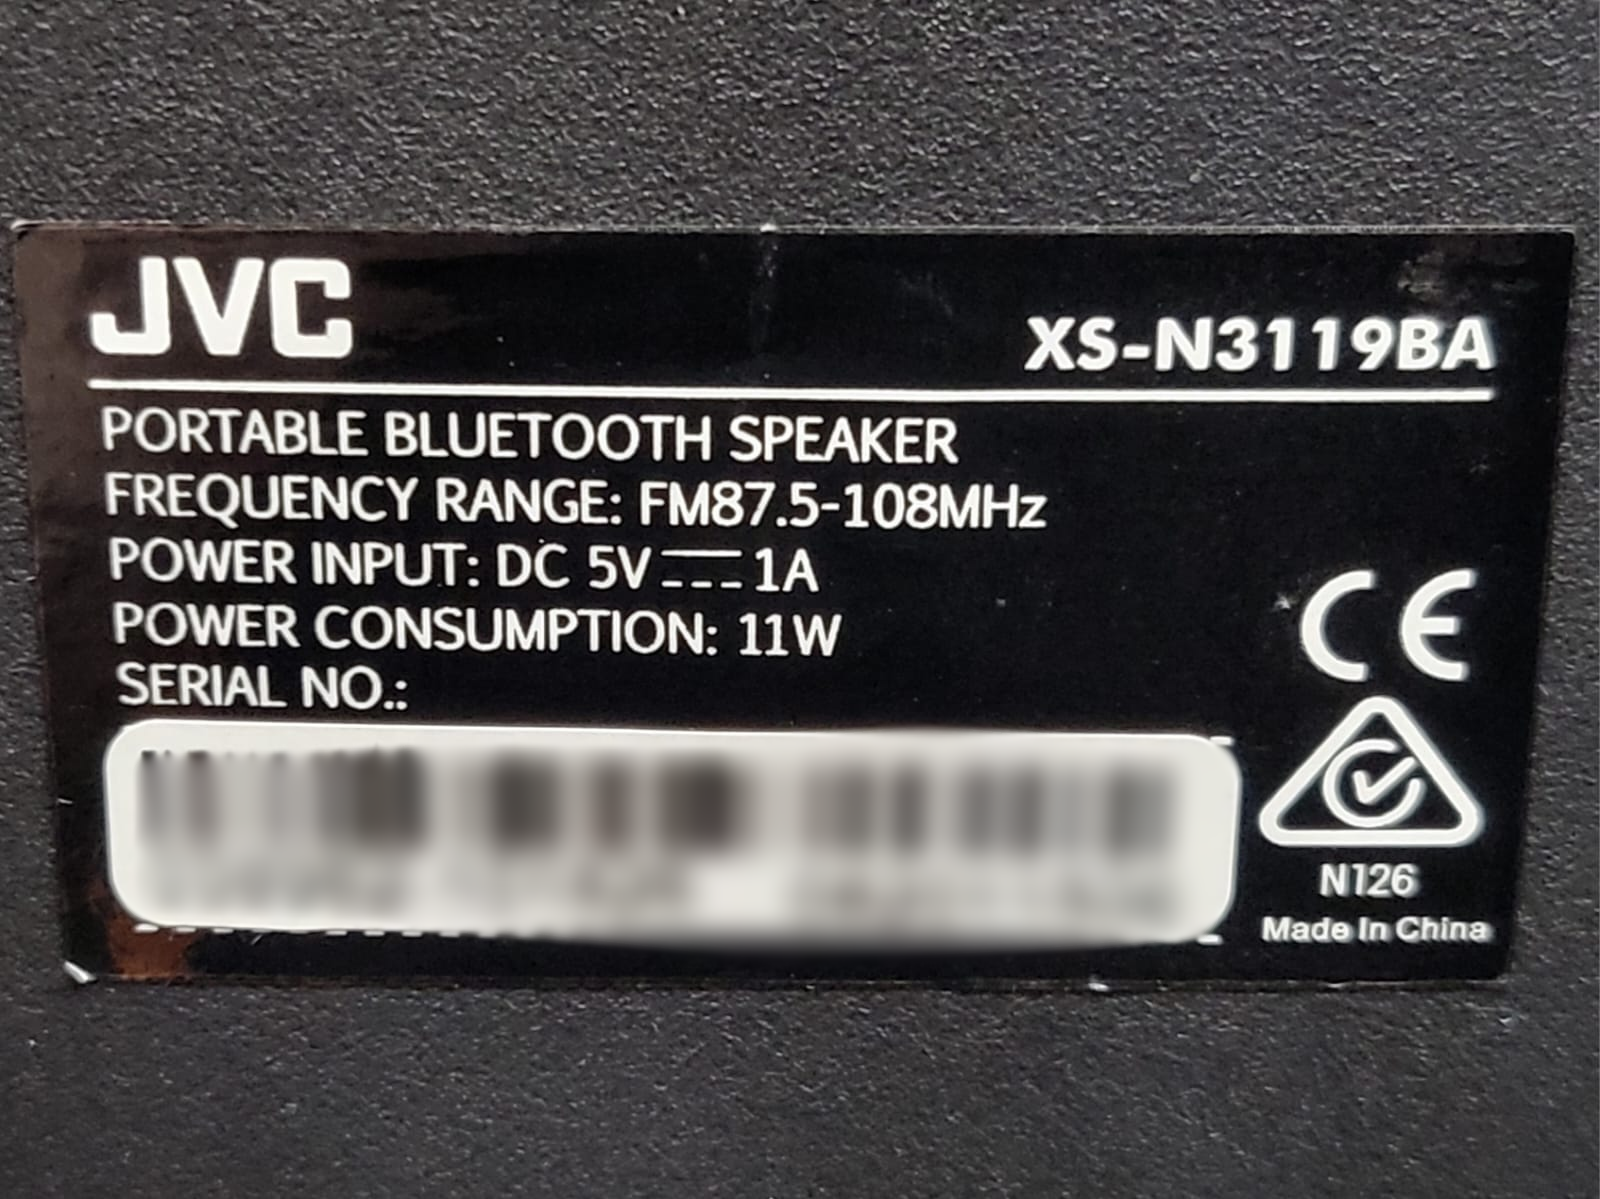 JVC
XS-N3119BA
PORTABLE BLUETOOTH SPEAKER
FREQUENCY RANGE: FM87.5-108MHz
POWER INPUT: DC 5V⎓1A
POWER CONSUMPTION: 11W
SERIAL NO.:
CE
N126
Made In China